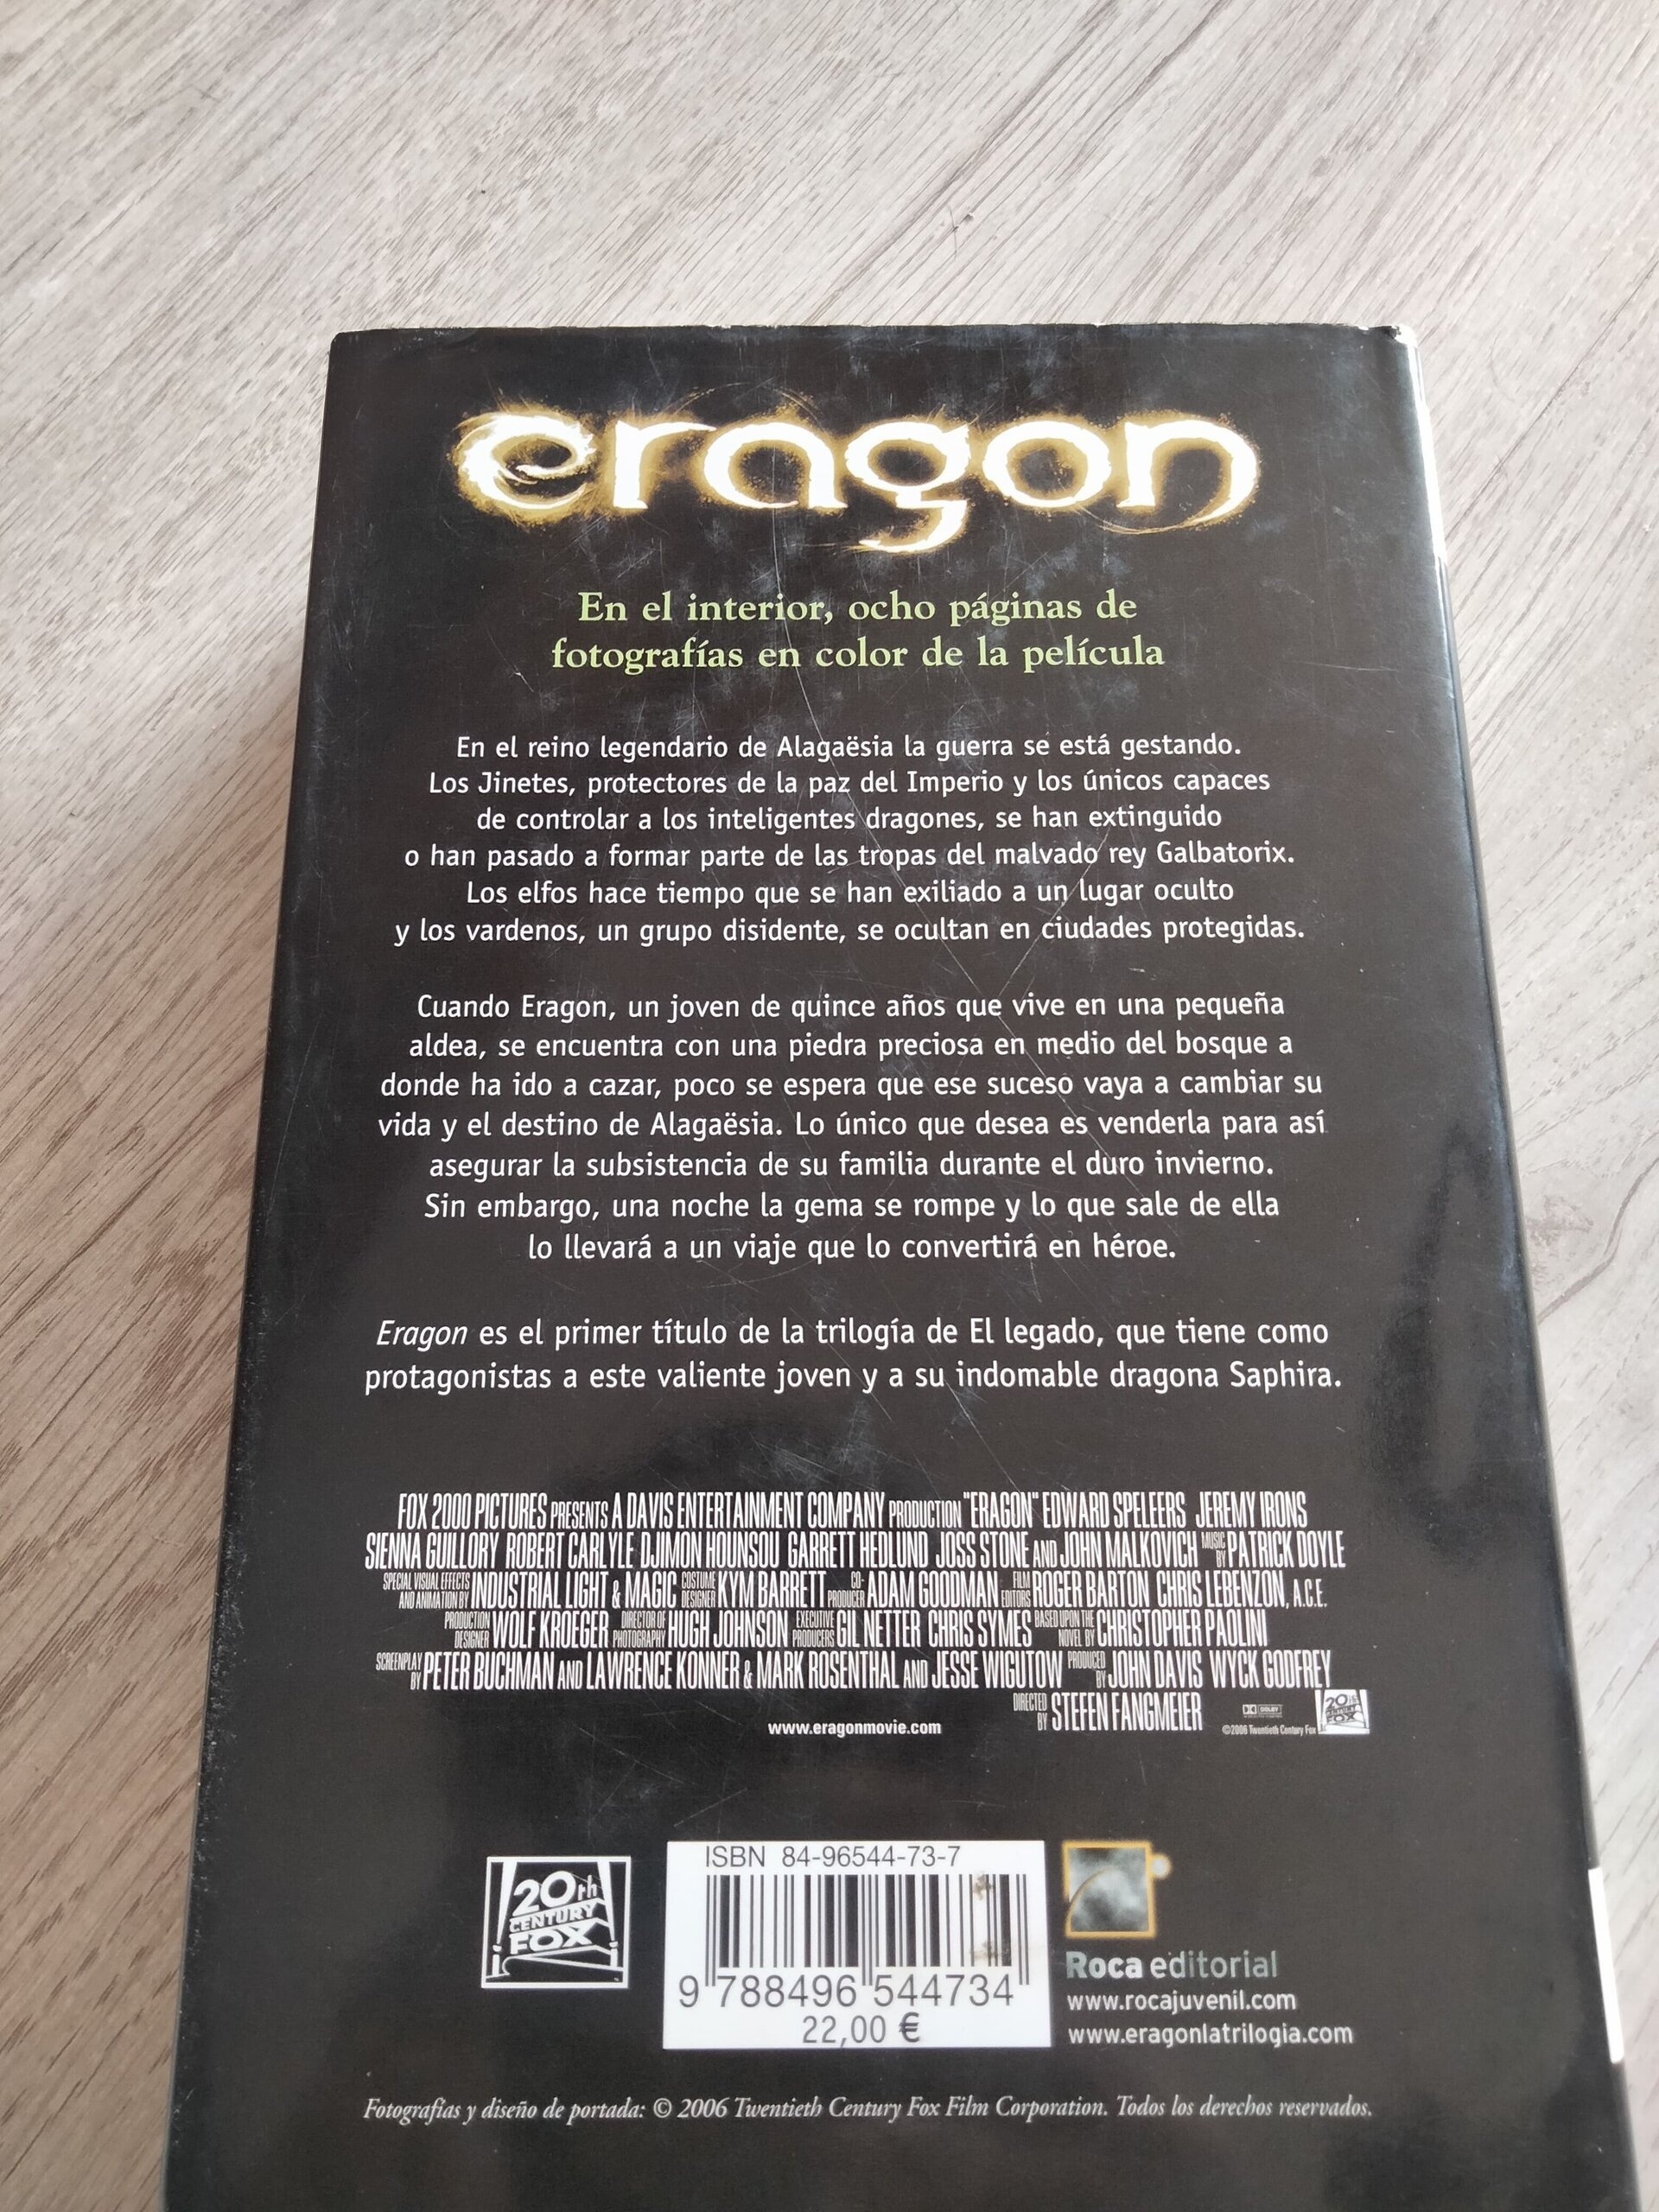 eragon
En el interior, ocho páginas de
fotografías en color de la película
En el reino legendario de Alagaësia la guerra se está gestando.
Los Jinetes, protectores de la paz del Imperio y los únicos capaces
de controlar a los inteligentes dragones, se han extinguido
o han pasado a formar parte de las tropas del malvado rey Galbatorix.
Los elfos hace tiempo que se han exiliado a un lugar oculto
y los vardenos, un grupo disidente, se ocultan en ciudades protegidas.
Cuando Eragon, un joven de quince años que vive en una pequeña
aldea, se encuentra con una piedra preciosa en medio del bosque a
donde ha ido a cazar, poco se espera que ese suceso vaya a cambiar su
vida y el destino de Alagaësia. Lo único que desea es venderla para así
asegurar la subsistencia de su familia durante el duro invierno.
Sin embargo, una noche la gema se rompe y lo que sale de ella
lo llevará a un viaje que lo convertirá en héroe.
Eragon es el primer título de la trilogía de El legado, que tiene como
protagonistas a este valiente joven y a su indomable dragona Saphira.
FOX 2000 PICTURES PRESENTS A DAVIS ENTERTAINMENT COMPANY PRODUCTION "ERAGON" EDWARD SPELEERS JEREMY IRONS
SIENNA GUILLORY ROBERT CARLYLE DJIMON HOUNSOU GARRETT HEDLUND JOSS STONE AND JOHN MALKOVICH MUSIC BY PATRICK DOYLE
SPECIAL VISUAL EFFECTS AND ANIMATION BY INDUSTRIAL LIGHT & MAGIC COSTUME DESIGNER KYM BARRETT CO-PRODUCER ADAM GOODMAN FILM EDITORS ROGER BARTON CHRIS LEBENZON, A.C.E.
PRODUCTION DESIGNER WOLF KROEGER DIRECTOR OF PHOTOGRAPHY HUGH JOHNSON EXECUTIVE PRODUCERS GIL NETTER CHRIS SYMES BASED UPON THE NOVEL BY CHRISTOPHER PAOLINI
SCREENPLAY BY PETER BUCHMAN AND LAWRENCE KONNER & MARK ROSENTHAL AND JESSE WIGUTOW PRODUCED BY JOHN DAVIS WYCK GODFREY
DIRECTED BY STEFEN FANGMEIER
www.eragonmovie.com
DOLBY
©2006 Twentieth Century Fox
20th CENTURY FOX
20th CENTURY FOX
ISBN 84-96544-73-7
9 788496 544734
22,00 €
Roca editorial
www.rocajuvenil.com
www.eragonlatrilogia.com
Fotografías y diseño de portada: © 2006 Twentieth Century Fox Film Corporation. Todos los derechos reservados.